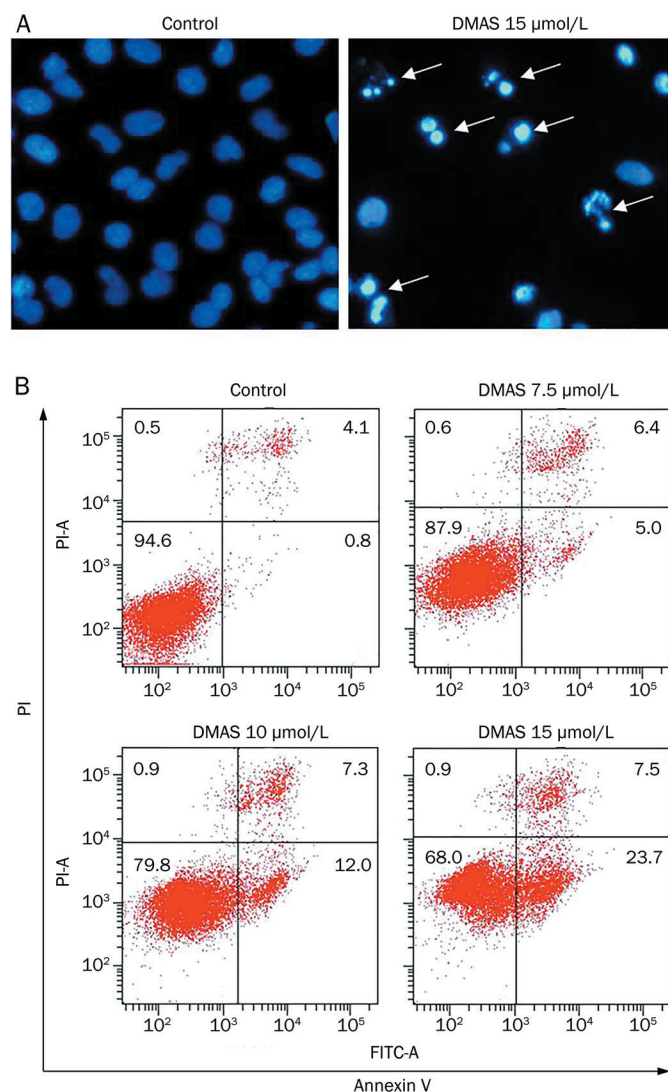 A
Control
DMAS 15 µmol/L
B
Control
DMAS 7.5 µmol/L
0.5
4.1
94.6
0.8
10⁵
10⁴
10³
10²
PI-A
10² 10³ 10⁴ 10⁵
0.6
6.4
87.9
5.0
10⁵
10⁴
10³
10²
10² 10³ 10⁴ 10⁵
PI
DMAS 10 µmol/L
DMAS 15 µmol/L
0.9
7.3
79.8
12.0
10⁵
10⁴
10³
10²
PI-A
10² 10³ 10⁴ 10⁵
0.9
7.5
68.0
23.7
10⁵
10⁴
10³
10²
10² 10³ 10⁴ 10⁵
FITC-A
Annexin V